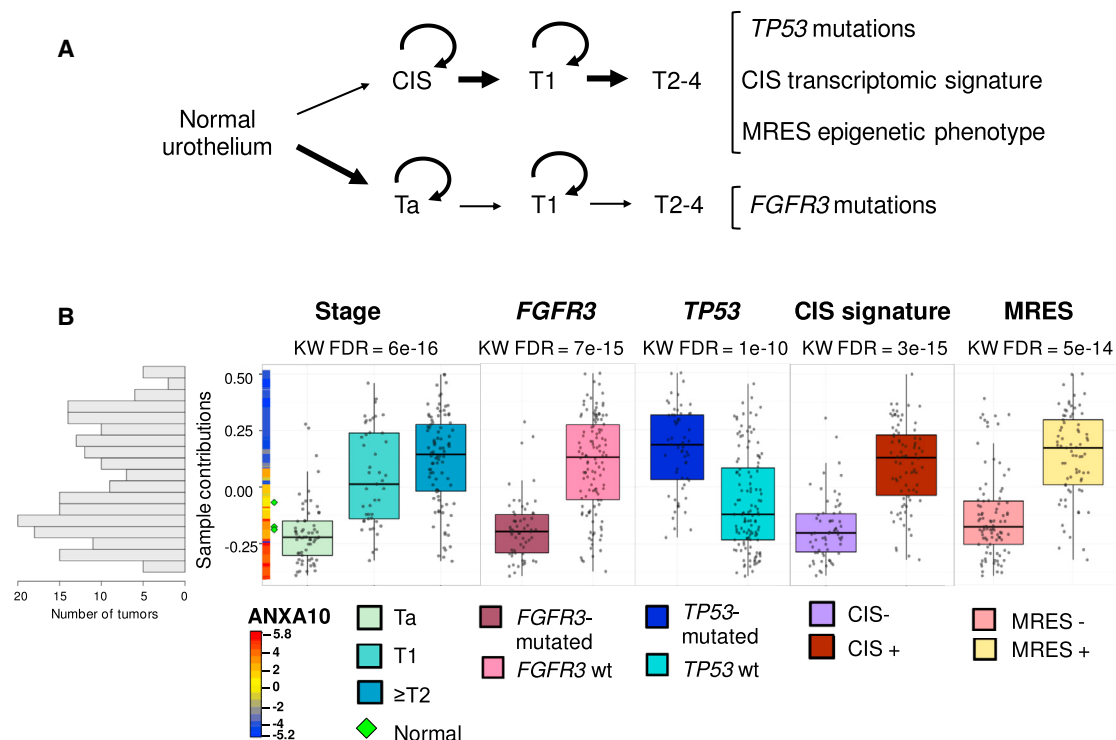 A
Normal
urothelium
CIS
T1
T2-4
TP53 mutations
CIS transcriptomic signature
MRES epigenetic phenotype
Ta
T1
T2-4
FGFR3 mutations
B
Stage
FGFR3
TP53
CIS signature
MRES
KW FDR = 6e-16
KW FDR = 7e-15
KW FDR = 1e-10
KW FDR = 3e-15
KW FDR = 5e-14
Sample contributions
0.50
0.25
0.00
-0.25
20 15 10 5 0
Number of tumors
ANXA10
5.8
4
2
0
-2
-4
-5.2
Ta
T1
≥T2
Normal
FGFR3-
mutated
FGFR3 wt
TP53-
mutated
TP53 wt
CIS-
CIS +
MRES -
MRES +